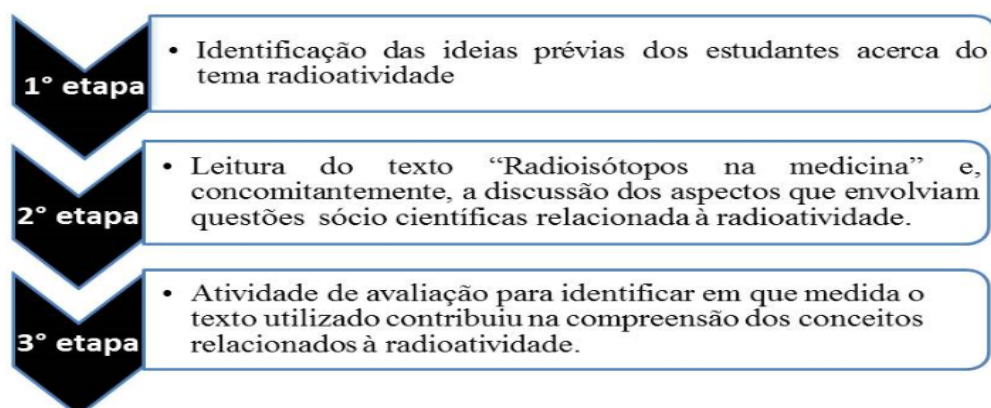 1° etapa
• Identificação das ideias prévias dos estudantes acerca do
tema radioatividade
2° etapa
• Leitura do texto “Radioisótopos na medicina” e,
concomitantemente, a discussão dos aspectos que envolviam
questões sócio científicas relacionada à radioatividade.
3° etapa
• Atividade de avaliação para identificar em que medida o
texto utilizado contribuiu na compreensão dos conceitos
relacionados à radioatividade.